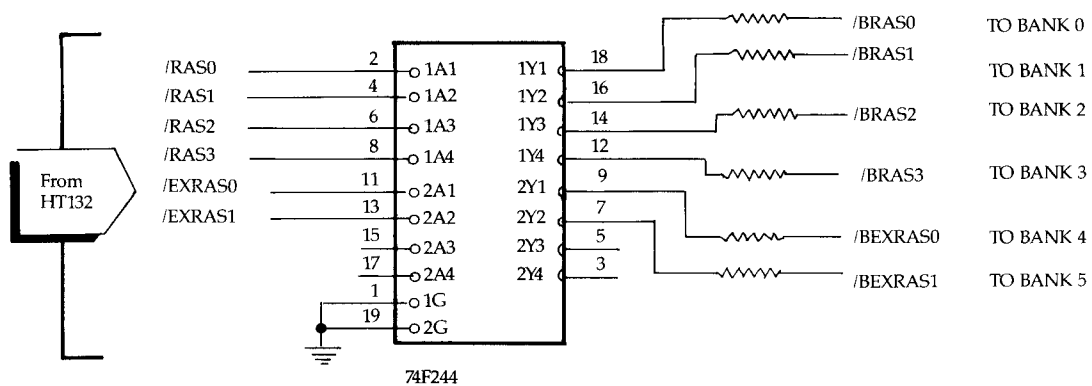 18 /BRAS0 TO BANK 0
/RAS0 2 1A1 1Y1 /BRAS1 TO BANK 1
/RAS1 4 1A2 1Y2 16
/RAS2 6 1A3 1Y3 14 /BRAS2 TO BANK 2
/RAS3 8 1A4 1Y4 12 /BRAS3 TO BANK 3
From
HT132
/EXRAS0 11 2A1 2Y1 9
/EXRAS1 13 2A2 2Y2 7 /BEXRAS0 TO BANK 4
15 2A3 2Y3 5
17 2A4 2Y4 3 /BEXRAS1 TO BANK 5
1 1G
19 2G
74F244